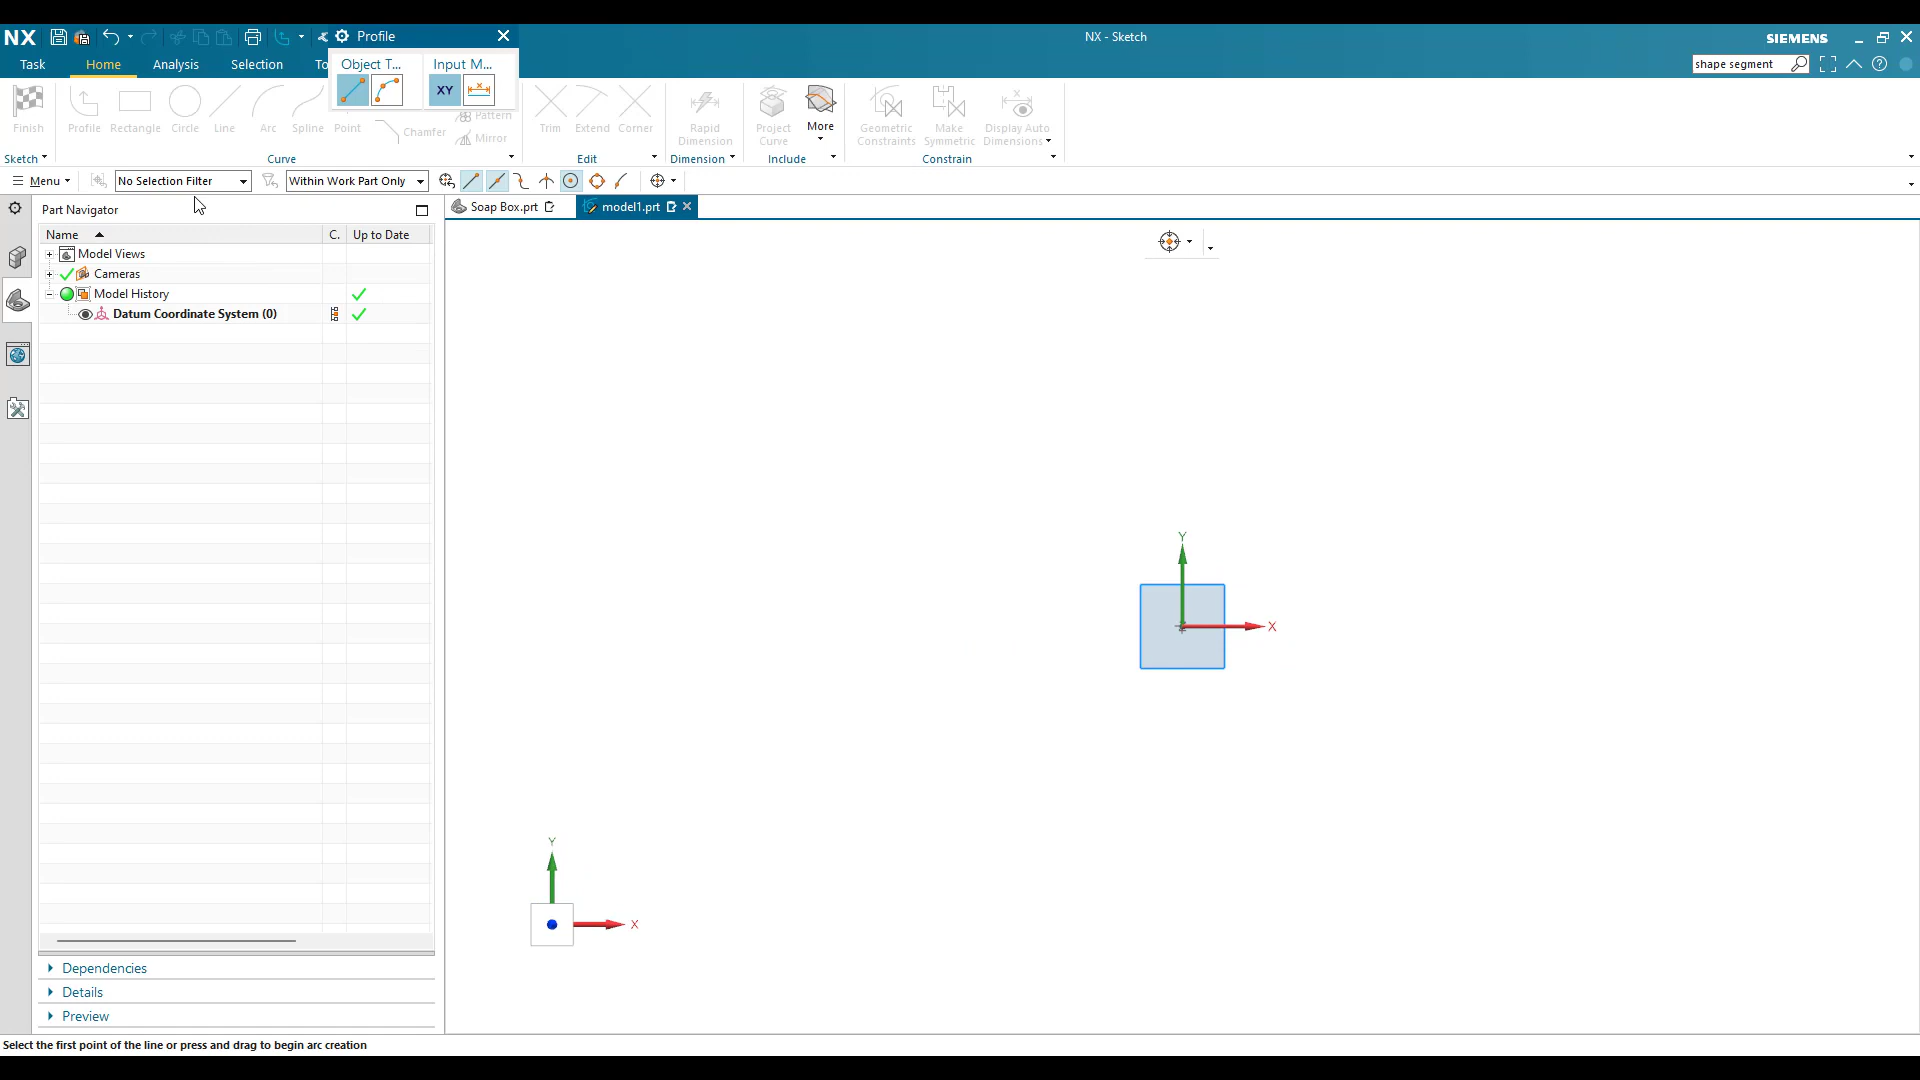 NX
Profile
NX - Sketch
SIEMENS
Task
Home
Analysis
Selection
To
Object T...
Input M...
XY
shape segment
Finish
Profile
Rectangle
Circle
Line
Arc
Spline
Point
Chamfer
Pattern
Mirror
Trim
Extend
Corner
Rapid
Dimension
Project
Curve
More
Geometric
Constraints
Make
Symmetric
Display Auto
Dimensions
Sketch
Curve
Edit
Dimension
Include
Constrain
Menu
No Selection Filter
Within Work Part Only
Part Navigator
Soap Box.prt
model1.prt
Name
C.
Up to Date
Model Views
Cameras
Model History
Datum Coordinate System (0)
Y
X
Y
X
Dependencies
Details
Preview
Select the first point of the line or press and drag to begin arc creation